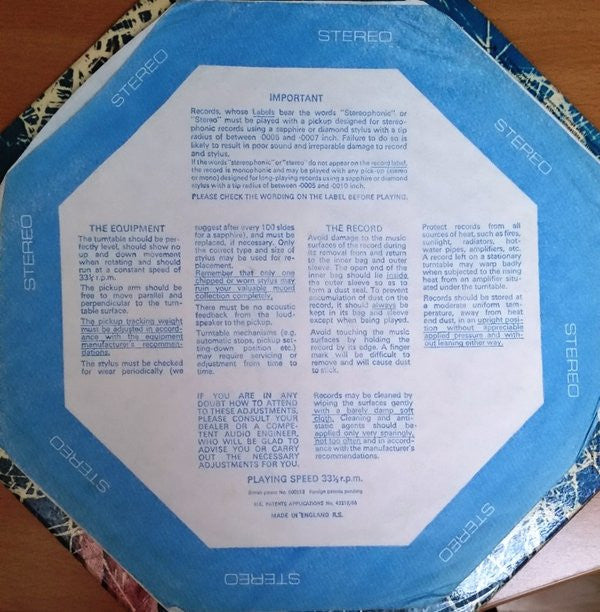 STEREO
STEREO
STEREO
STEREO
STEREO
STEREO
STEREO
STEREO
IMPORTANT
Records, whose Labels bear the words "Stereophonic" or
"Stereo" must be played with a pickup designed for stereo-
phonic records using a sapphire or diamond stylus with a tip
radius of between ·0005 and ·0007 inch. Failure to do so is
likely to result in poor sound and irreparable damage to record
and stylus.
If the words "stereophonic" or "stereo" do not appear on the record label,
the record is monophonic and may be played with any pick-up (stereo
or mono) designed for long-playing records using a sapphire or diamond
stylus with a tip radius of between ·0005 and ·0010 inch.
PLEASE CHECK THE WORDING ON THE LABEL BEFORE PLAYING.
THE EQUIPMENT
The turntable should be per-
fectly level, should show no
up and down movement
when rotating and should
run at a constant speed of
33⅓ r.p.m.
The pickup arm should be
free to move parallel and
perpendicular to the turn-
table surface.
The pickup tracking weight
must be adjusted in accord-
ance with the equipment
manufacturer's recommen-
dations.
The stylus must be checked
for wear periodically (we
suggest after every 100 sides
for a sapphire), and must be
replaced, if necessary. Only
the correct type and size of
stylus may be used for re-
placement.
Remember that only one
chipped or worn stylus may
ruin your valuable record
collection completely.
There must be no acoustic
feedback from the loud-
speaker to the pickup.
Turntable mechanisms (e.g.
automatic stops, pickup set-
ting-down position etc.)
may require servicing or
adjustment from time to
time.
IF YOU ARE IN ANY
DOUBT HOW TO ATTEND
TO THESE ADJUSTMENTS,
PLEASE CONSULT YOUR
DEALER OR A COMPE-
TENT AUDIO ENGINEER,
WHO WILL BE GLAD TO
ADVISE YOU OR CARRY
OUT THE NECESSARY
ADJUSTMENTS FOR YOU.
THE RECORD
Avoid damage to the music
surfaces of the record during
its removal from and return
to the inner bag and outer
sleeve. The open end of the
inner bag should lie inside
the outer sleeve so as to
form a dust seal. To prevent
accumulation of dust on the
record, it should always be
kept in its bag and sleeve
except when being played.
Avoid touching the music
surfaces by holding the
record by its edge. A finger
mark will be difficult to
remove and will cause dust
to stick.
Records may be cleaned by
wiping the surfaces gently
with a barely damp soft
cloth. Cleaning and anti-
static agents should be
applied only very sparingly,
not too often and in accord-
ance with the manufacturer's
recommendations.
Protect records from all
sources of heat, such as fires,
sunlight, radiators, hot-
water pipes, amplifiers, etc.
A record left on a stationary
turntable may warp badly
when subjected to the rising
heat from an amplifier sit-
uated under the turntable.
Records should be stored at
a moderate uniform tem-
perature, away from heat
and dust, in an upright posi-
tion without appreciable
applied pressure and with-
out leaning either way.
PLAYING SPEED 33⅓ r.p.m.
British patent No. Foreign patents pending
U.S. PATENTS APPLICATIONS No.
MADE IN ENGLAND R.S.